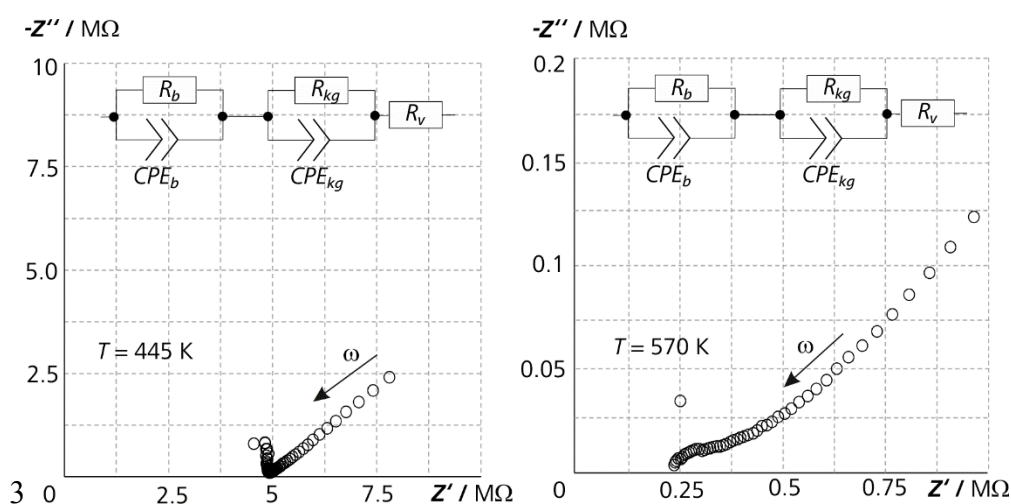 -Z'' / MΩ
10
7.5
5.0
2.5
0
2.5
5
7.5
Z' / MΩ
R_b
CPE_b
R_kg
CPE_kg
R_v
T = 445 K
ω
3
-Z'' / MΩ
0.2
0.15
0.1
0.05
0
0
0.25
0.5
0.75
Z' / MΩ
R_b
CPE_b
R_kg
CPE_kg
R_v
T = 570 K
ω